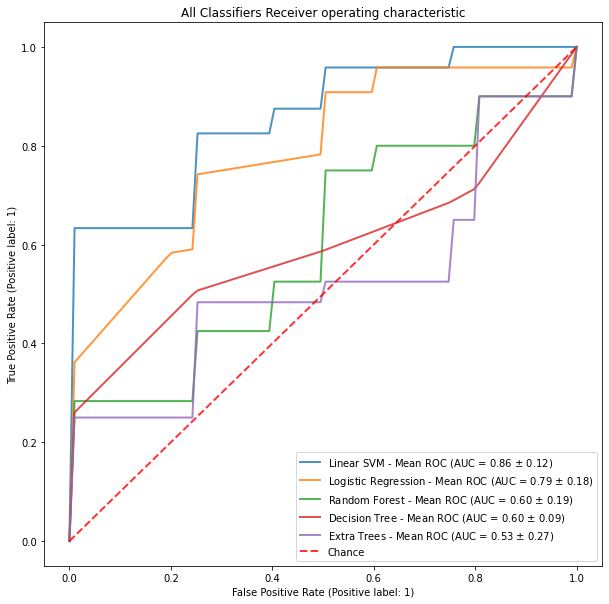 All Classifiers Receiver operating characteristic
1.0
0.8
0.6
0.4
0.2
0.0
True Positive Rate (Positive label: 1)
Linear SVM - Mean ROC (AUC = 0.86 ± 0.12)
Logistic Regression - Mean ROC (AUC = 0.79 ± 0.18)
Random Forest - Mean ROC (AUC = 0.60 ± 0.19)
Decision Tree - Mean ROC (AUC = 0.60 ± 0.09)
Extra Trees - Mean ROC (AUC = 0.53 ± 0.27)
Chance
0.0 0.2 0.4 0.6 0.8 1.0
False Positive Rate (Positive label: 1)